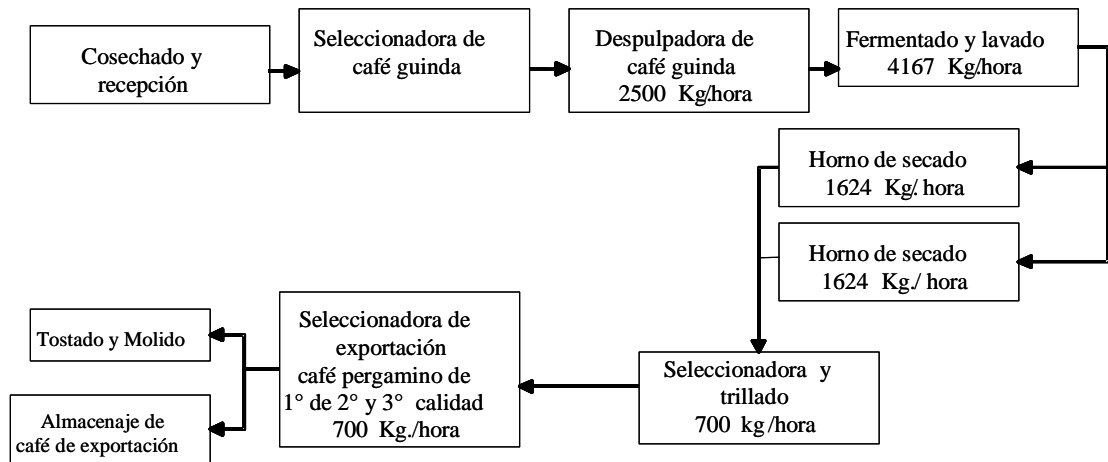 Cosechado y
recepción
Seleccionadora de
café guinda
Despulpadora de
café guinda
2500 Kg/hora
Fermentado y lavado
4167 Kg/hora
Horno de secado
1624 Kg/ hora
Horno de secado
1624 Kg./ hora
Seleccionadora y
trillado
700 kg /hora
Seleccionadora de
exportación
café pergamino de
1° de 2° y 3° calidad
700 Kg./hora
Tostado y Molido
Almacenaje de
café de exportación